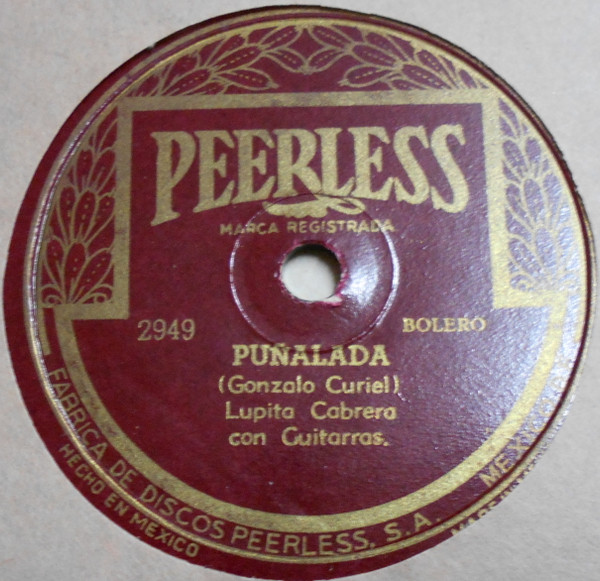 PEERLESS
MARCA REGISTRADA
2949
BOLERO
PUÑALADA
(Gonzalo Curiel)
Lupita Cabrera
con Guitarras.
FABRICA DE DISCOS PEERLESS, S.A.
HECHO EN MEXICO